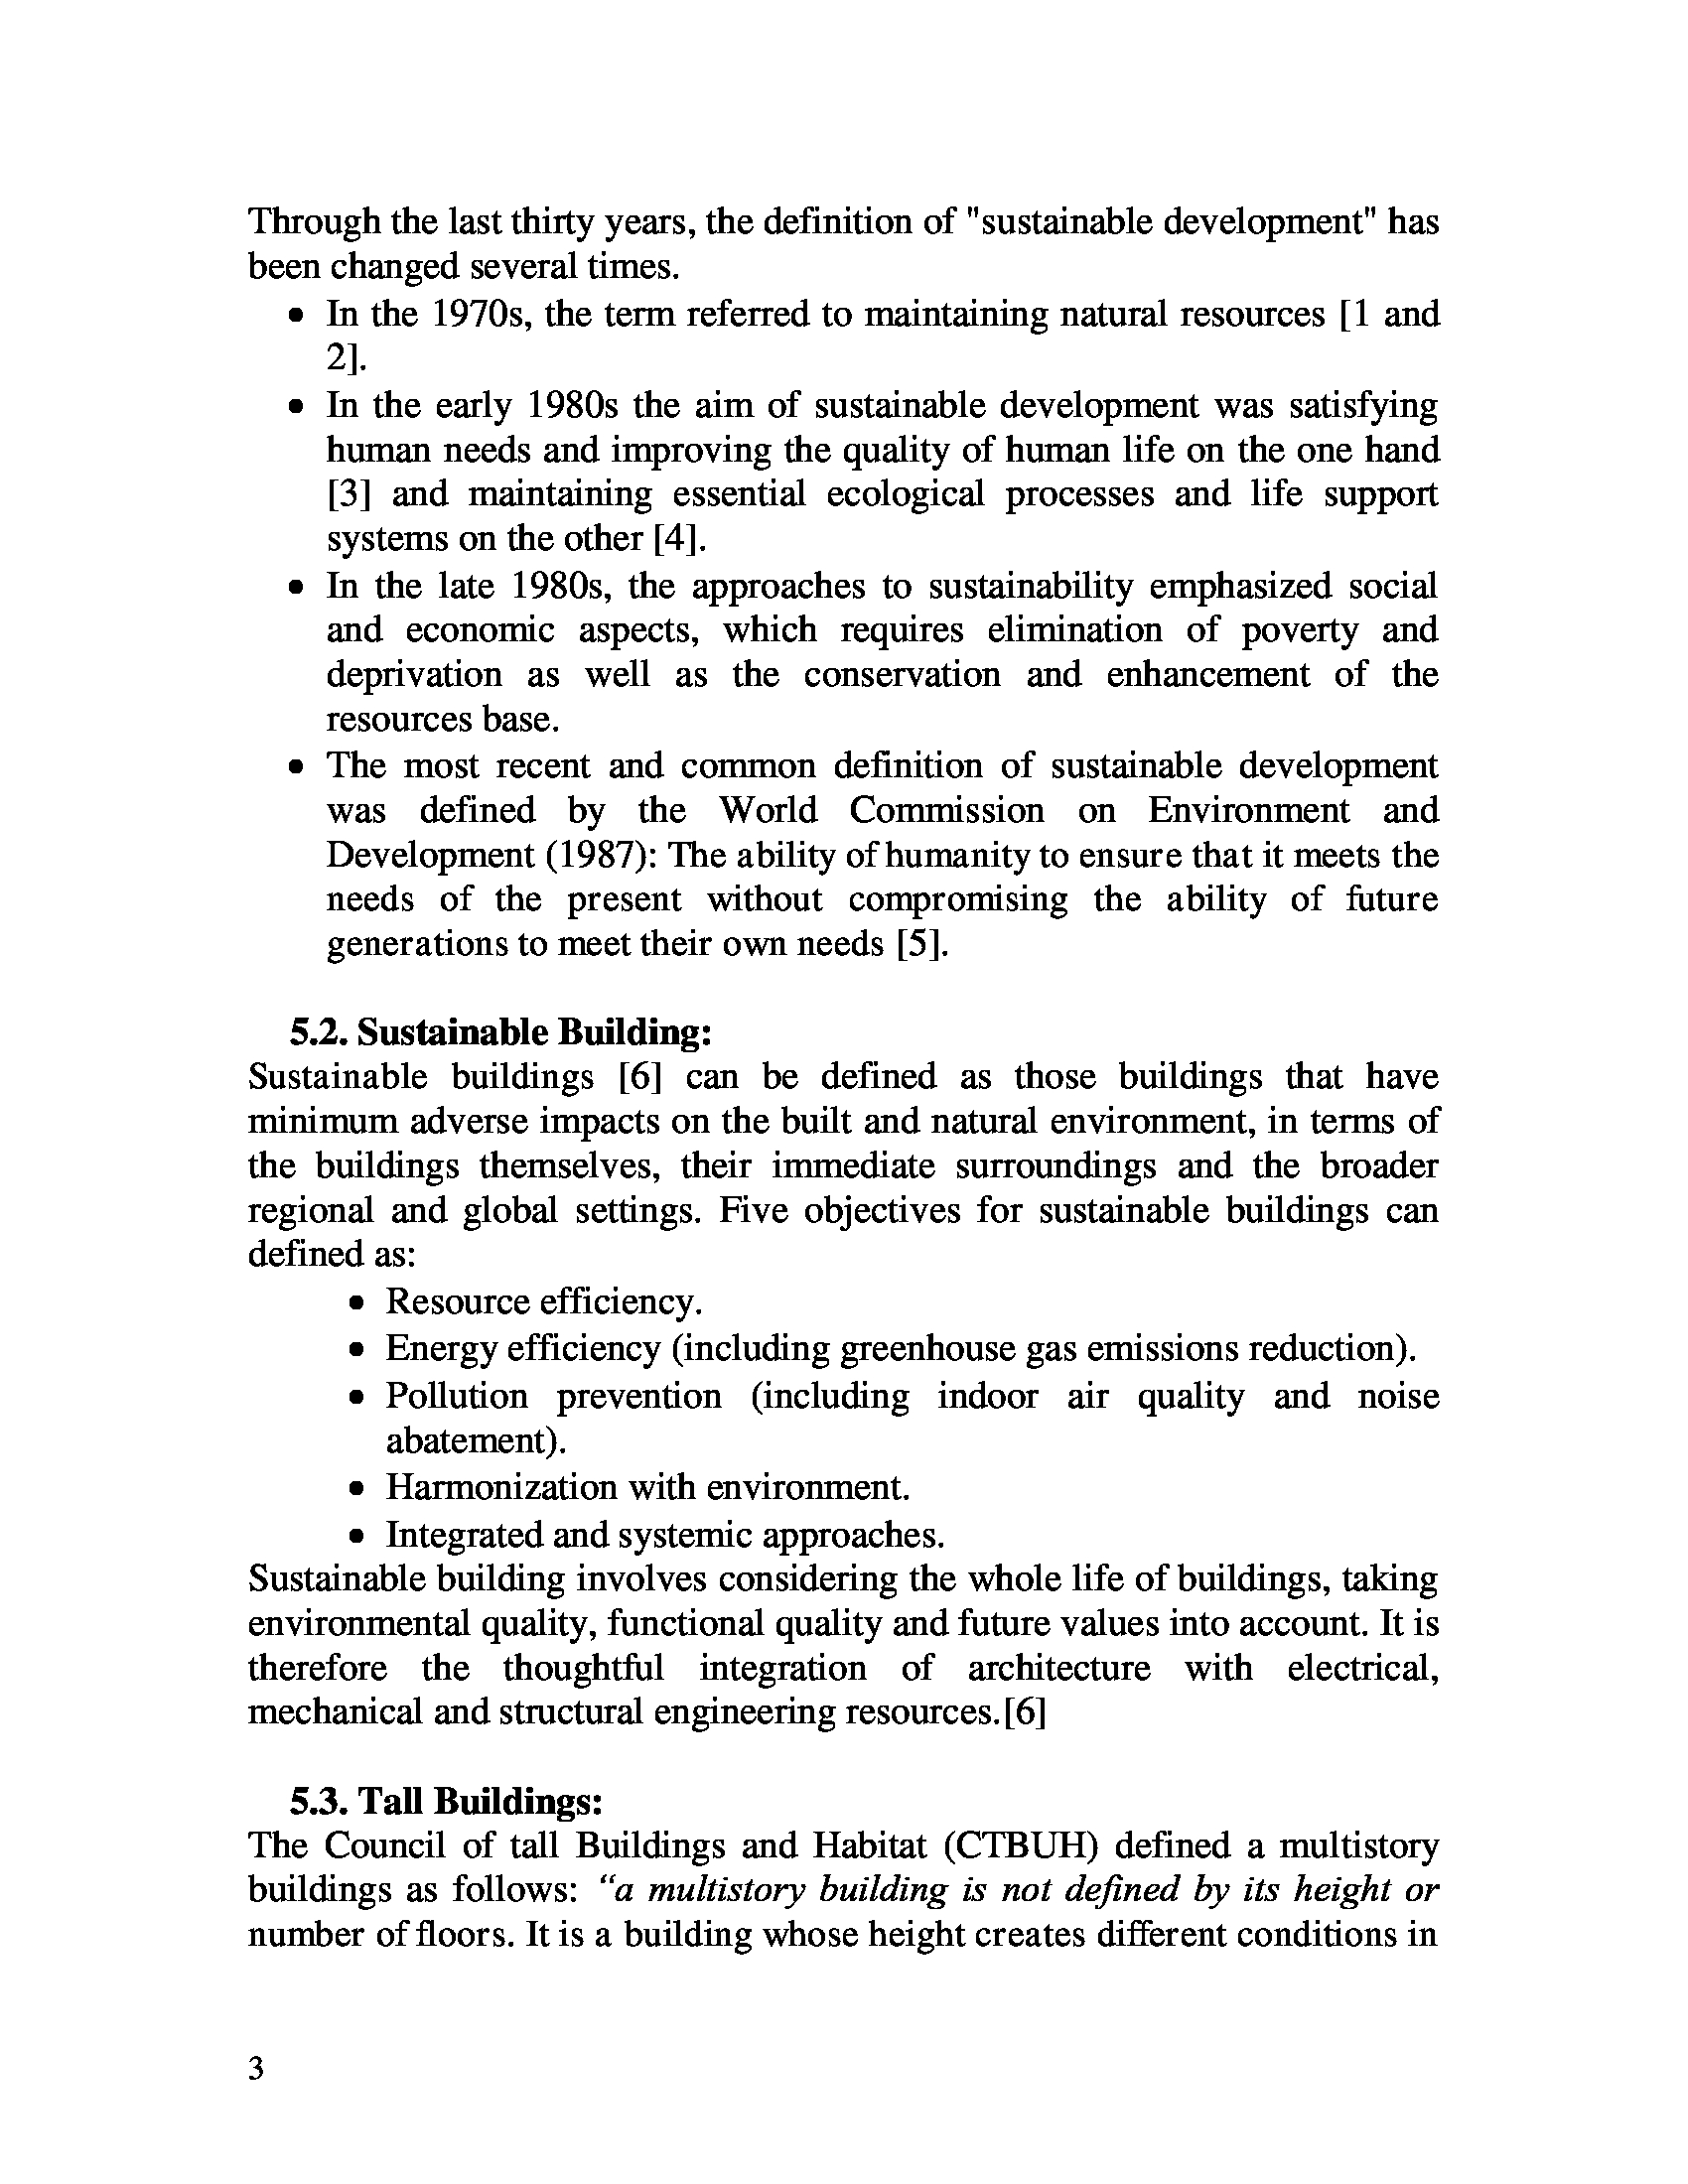 Through the last thirty years, the definition of "sustainable development" has
been changed several times.
• In the 1970s, the term referred to maintaining natural resources [1 and
2].
• In the early 1980s the aim of sustainable development was satisfying
human needs and improving the quality of human life on the one hand
[3] and maintaining essential ecological processes and life support
systems on the other [4].
• In the late 1980s, the approaches to sustainability emphasized social
and economic aspects, which requires elimination of poverty and
deprivation as well as the conservation and enhancement of the
resources base.
• The most recent and common definition of sustainable development
was defined by the World Commission on Environment and
Development (1987): The ability of humanity to ensure that it meets the
needs of the present without compromising the ability of future
generations to meet their own needs [5].
5.2. Sustainable Building:
Sustainable buildings [6] can be defined as those buildings that have
minimum adverse impacts on the built and natural environment, in terms of
the buildings themselves, their immediate surroundings and the broader
regional and global settings. Five objectives for sustainable buildings can
defined as:
• Resource efficiency.
• Energy efficiency (including greenhouse gas emissions reduction).
• Pollution prevention (including indoor air quality and noise
abatement).
• Harmonization with environment.
• Integrated and systemic approaches.
Sustainable building involves considering the whole life of buildings, taking
environmental quality, functional quality and future values into account. It is
therefore the thoughtful integration of architecture with electrical,
mechanical and structural engineering resources.[6]
5.3. Tall Buildings:
The Council of tall Buildings and Habitat (CTBUH) defined a multistory
buildings as follows: “a multistory building is not defined by its height or
number of floors. It is a building whose height creates different conditions in
3